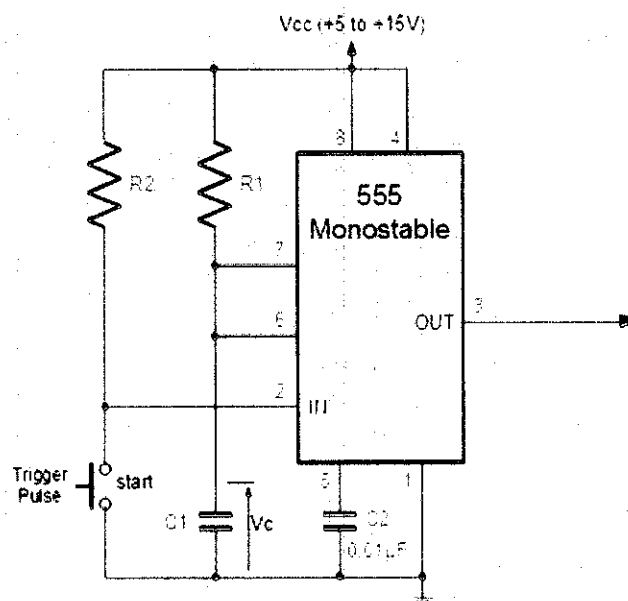 Vcc (+5 to +15V)
8
4
R2
R1
555
Monostable
7
6
OUT
3
2
IN
Trigger
Pulse
start
5
1
C1
Vc
C2
0.01µF